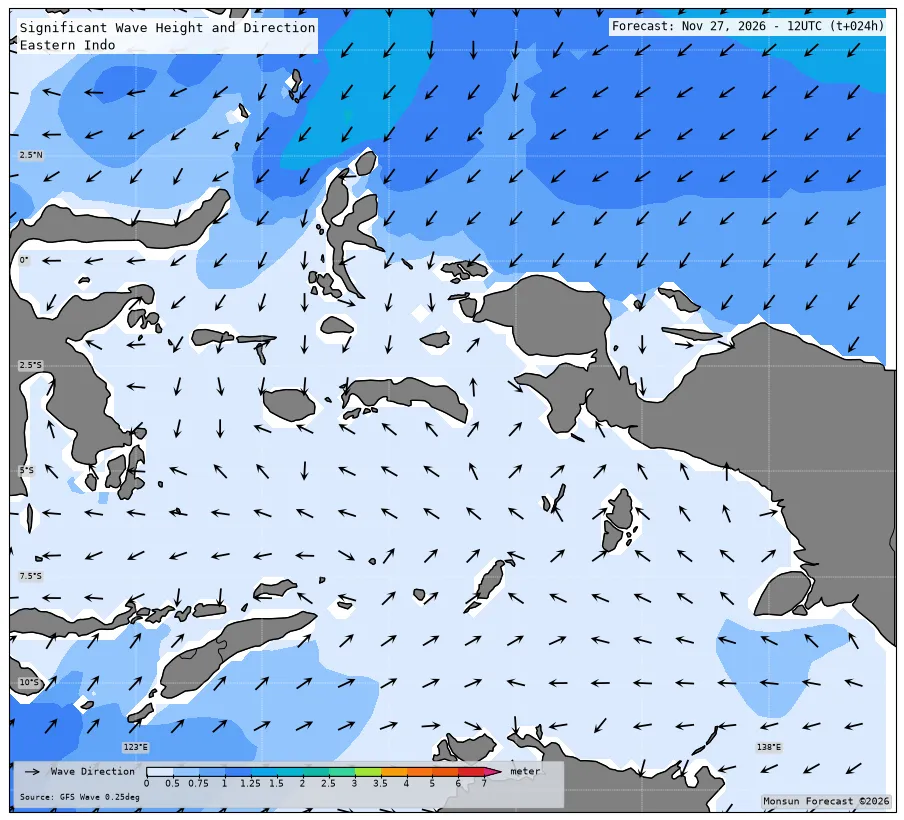 Significant Wave Height and Direction
Eastern Indo
Forecast: Nov 27, 2026 - 12UTC (t+024h)
2.5°N
0°
2.5°S
5°S
7.5°S
10°S
123°E
138°E
Wave Direction
meter
0 0.5 0.75 1 1.25 1.5 2 2.5 3 3.5 4 5 6 7
Source: GFS Wave 0.25deg
Monsun Forecast ©2026